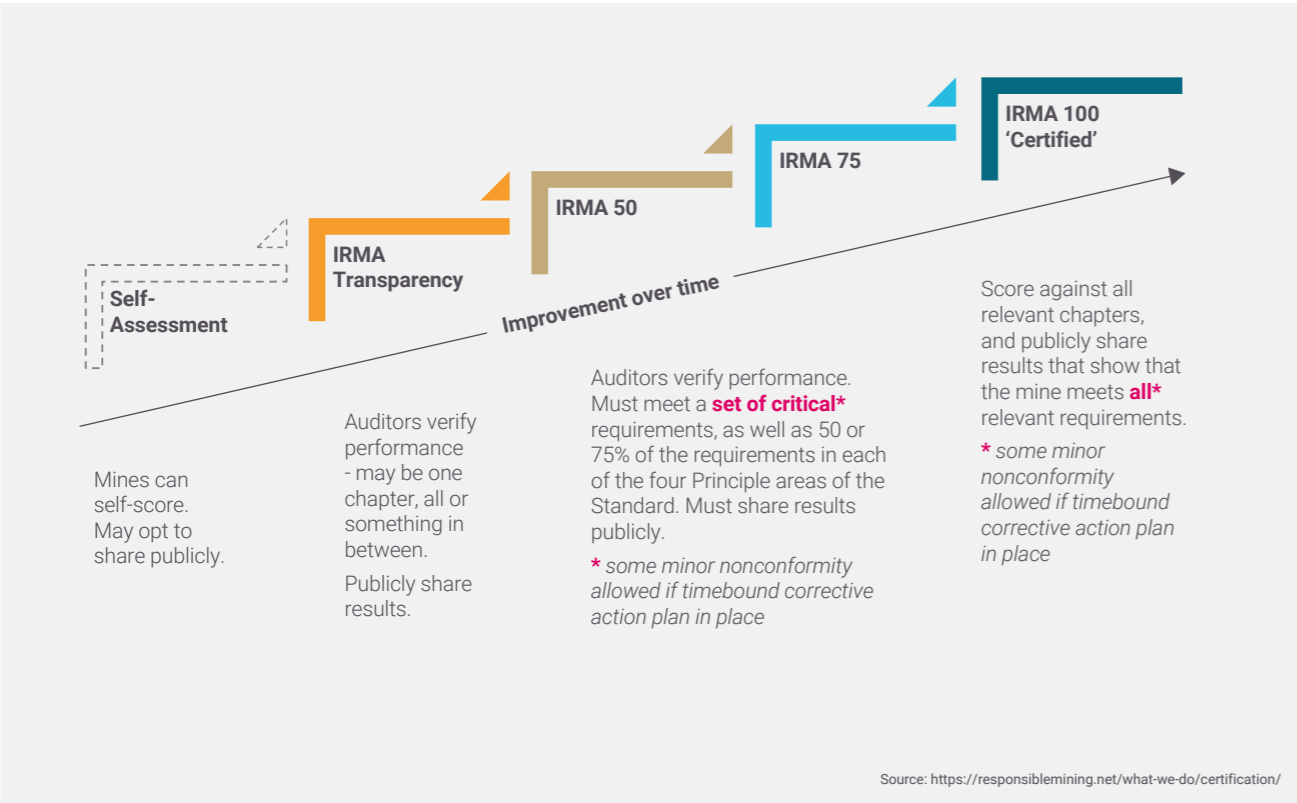 IRMA 100
‘Certified’
IRMA 75
IRMA 50
IRMA
Transparency
Self-
Assessment
Improvement over time
Mines can
self-score.
May opt to
share publicly.
Auditors verify
performance
- may be one
chapter, all or
something in
between.
Publicly share
results.
Auditors verify performance.
Must meet a set of critical*
requirements, as well as 50 or
75% of the requirements in each
of the four Principle areas of the
Standard. Must share results
publicly.
* some minor nonconformity
allowed if timebound corrective
action plan in place
Score against all
relevant chapters,
and publicly share
results that show that
the mine meets all*
relevant requirements.
* some minor
nonconformity
allowed if timebound
corrective action plan
in place
Source: https://responsiblemining.net/what-we-do/certification/